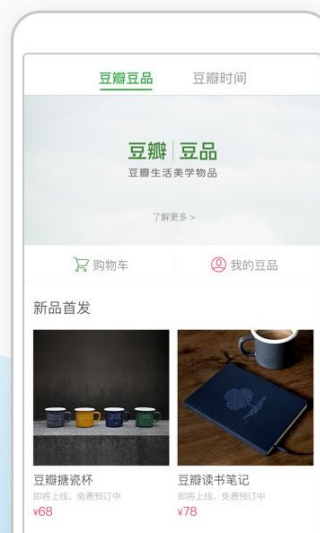 豆瓣豆品 豆瓣时间
豆瓣 | 豆品
豆瓣生活美学物品
了解更多 >
购物车 我的豆品
新品首发
豆瓣搪瓷杯 豆瓣读书笔记
即将上线，免费预订中 即将上线，免费预订中
¥68 ¥78